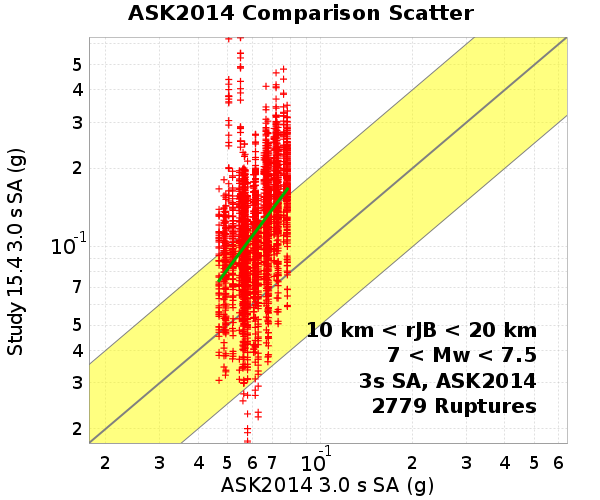 ASK2014 Comparison Scatter
Study 15.4 3.0 s SA (g)
5
4
3
2
10-1
7
5
4
3
2
10 km < rJB < 20 km
7 < Mw < 7.5
3s SA, ASK2014
2779 Ruptures
2 3 4 5 6 7 10-1 2 3 4 5 6
ASK2014 3.0 s SA (g)